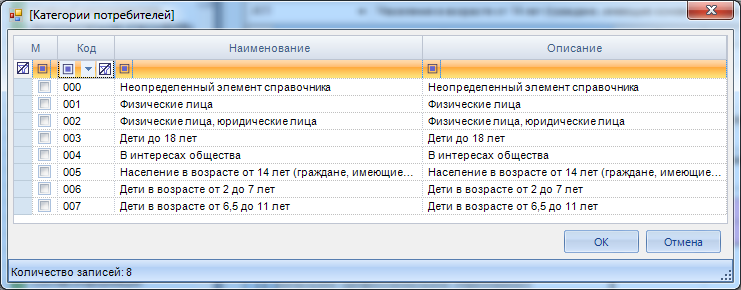 [Категории потребителей]
М Код Наименование Описание
000 Неопределенный элемент справочника Неопределенный элемент справочника
001 Физические лица Физические лица
002 Физические лица, юридические лица Физические лица, юридические лица
003 Дети до 18 лет Дети до 18 лет
004 В интересах общества В интересах общества
005 Население в возрасте от 14 лет (граждане, имеющие... Население в возрасте от 14 лет (граждане, имеющие...
006 Дети в возрасте от 2 до 7 лет Дети в возрасте от 2 до 7 лет
007 Дети в возрасте от 6,5 до 11 лет Дети в возрасте от 6,5 до 11 лет
ОК Отмена
Количество записей: 8